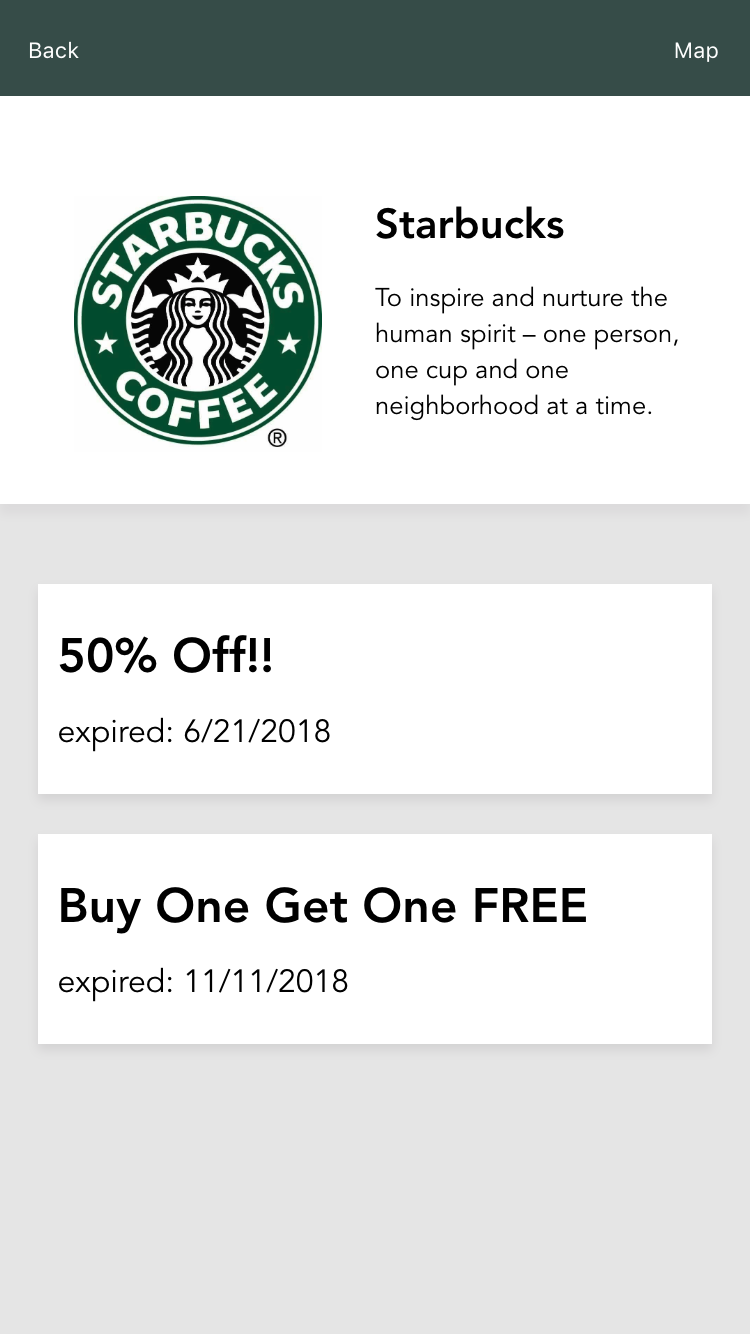 Back
Map
STARBUCKS
COFFEE
®
Starbucks
To inspire and nurture the
human spirit – one person,
one cup and one
neighborhood at a time.
50% Off!!
expired: 6/21/2018
Buy One Get One FREE
expired: 11/11/2018